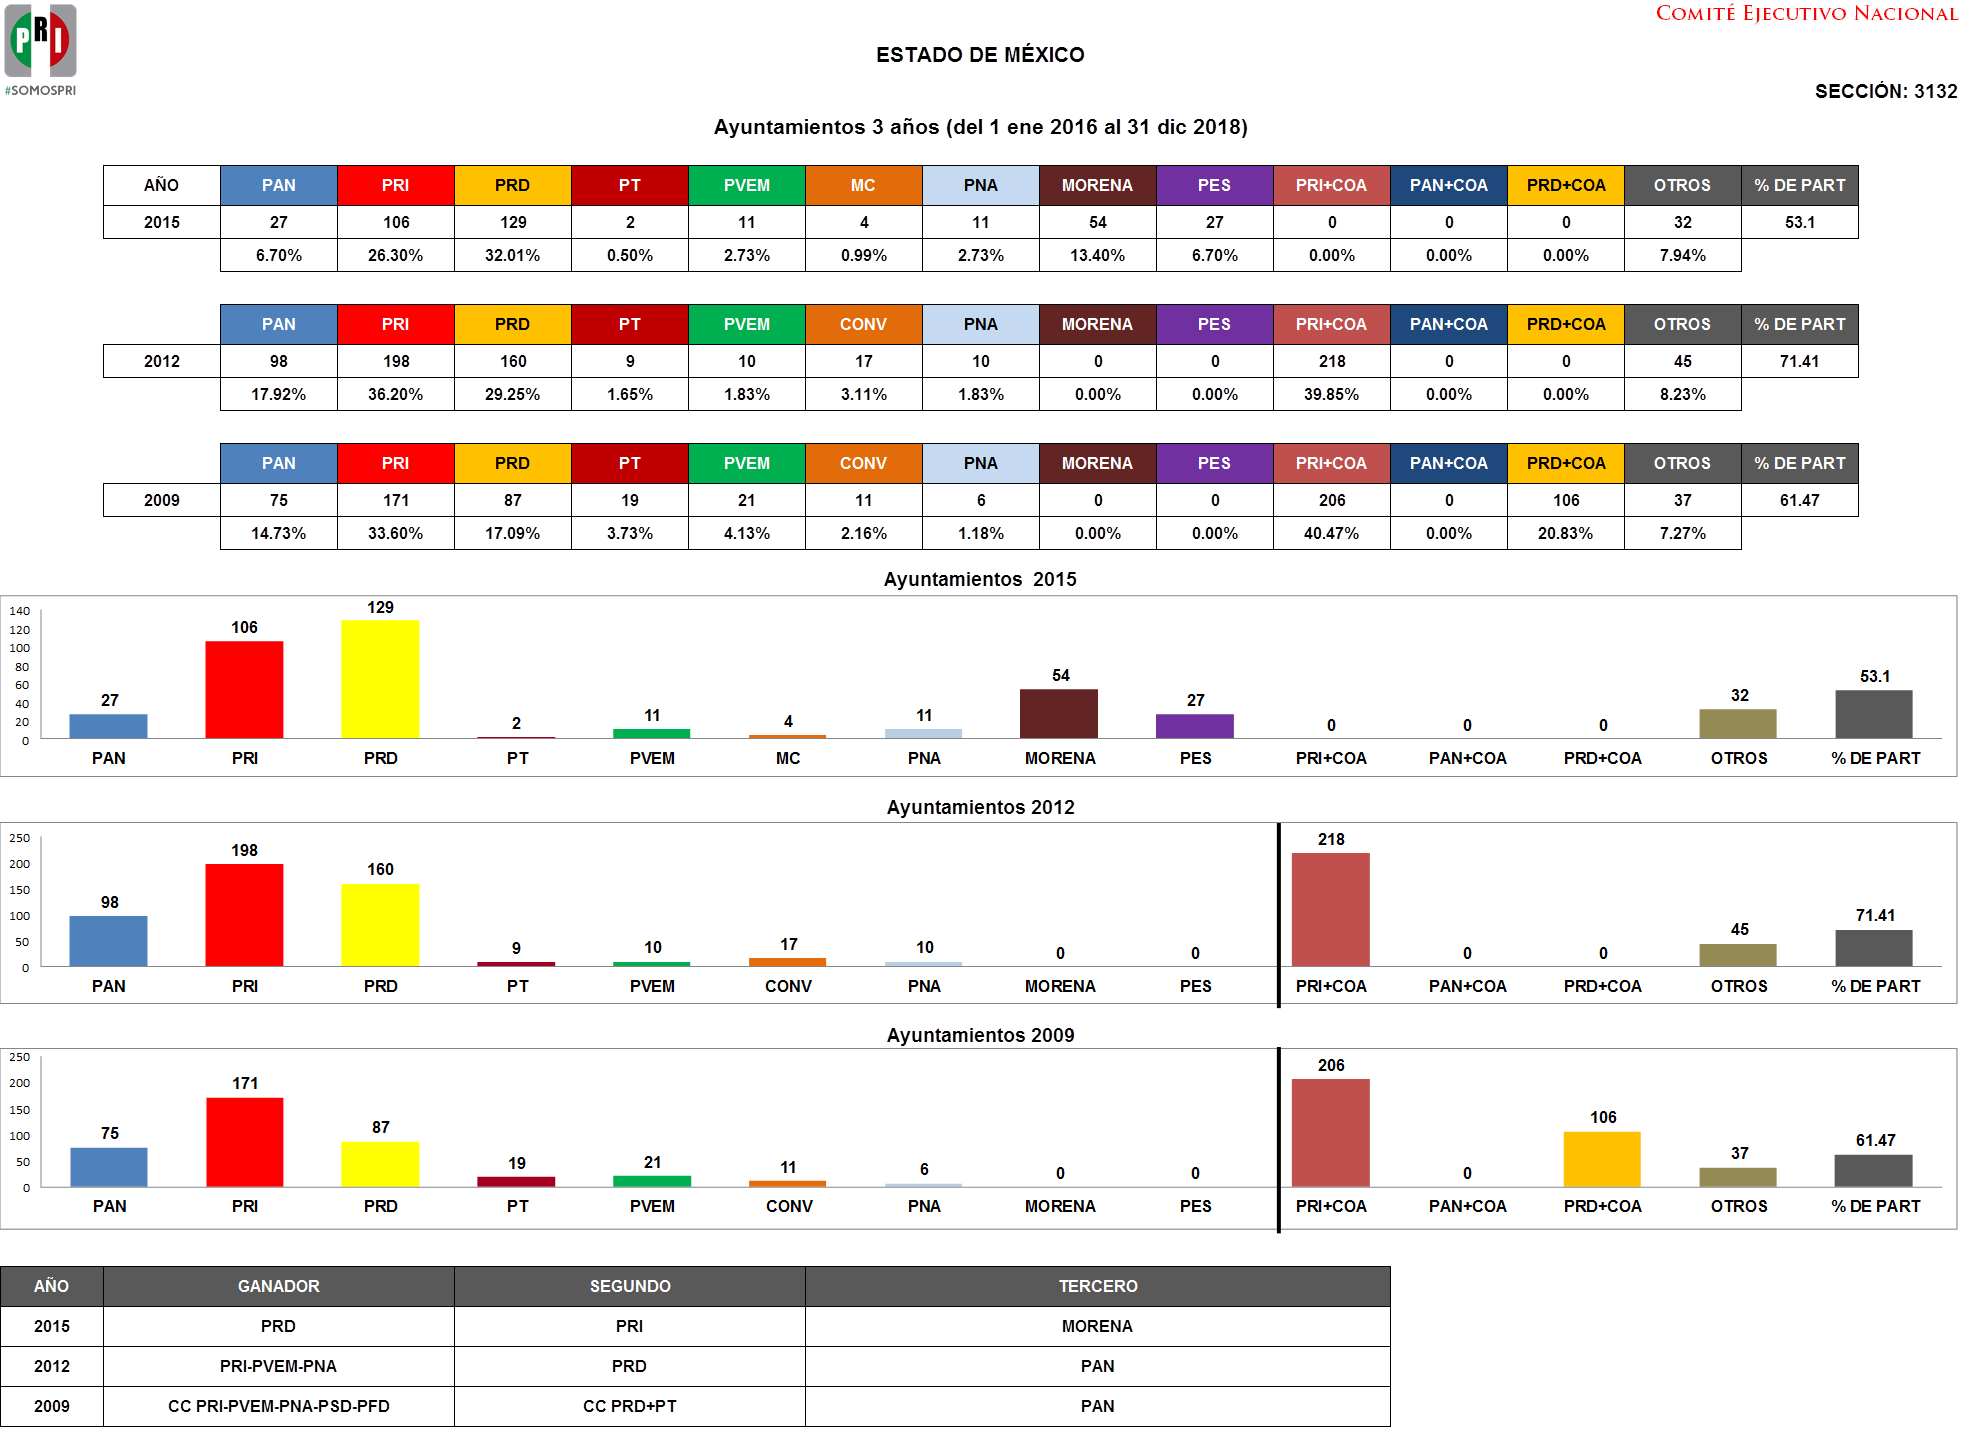 PRI
#SOMOSPRI
COMITÉ EJECUTIVO NACIONAL
ESTADO DE MÉXICO
SECCIÓN: 3132
Ayuntamientos 3 años (del 1 ene 2016 al 31 dic 2018)
AÑO PAN PRI PRD PT PVEM MC PNA MORENA PES PRI+COA PAN+COA PRD+COA OTROS % DE PART
2015 27 106 129 2 11 4 11 54 27 0 0 0 32 53.1
6.70% 26.30% 32.01% 0.50% 2.73% 0.99% 2.73% 13.40% 6.70% 0.00% 0.00% 0.00% 7.94%
PAN PRI PRD PT PVEM CONV PNA MORENA PES PRI+COA PAN+COA PRD+COA OTROS % DE PART
2012 98 198 160 9 10 17 10 0 0 218 0 0 45 71.41
17.92% 36.20% 29.25% 1.65% 1.83% 3.11% 1.83% 0.00% 0.00% 39.85% 0.00% 0.00% 8.23%
PAN PRI PRD PT PVEM CONV PNA MORENA PES PRI+COA PAN+COA PRD+COA OTROS % DE PART
2009 75 171 87 19 21 11 6 0 0 206 0 106 37 61.47
14.73% 33.60% 17.09% 3.73% 4.13% 2.16% 1.18% 0.00% 0.00% 40.47% 0.00% 20.83% 7.27%
Ayuntamientos 2015
140
120
100
80
60
40
20
0
27 106 129 2 11 4 11 54 27 0 0 0 32 53.1
PAN PRI PRD PT PVEM MC PNA MORENA PES PRI+COA PAN+COA PRD+COA OTROS % DE PART
Ayuntamientos 2012
250
200
150
100
50
0
98 198 160 9 10 17 10 0 0 218 0 0 45 71.41
PAN PRI PRD PT PVEM CONV PNA MORENA PES PRI+COA PAN+COA PRD+COA OTROS % DE PART
Ayuntamientos 2009
250
200
150
100
50
0
75 171 87 19 21 11 6 0 0 206 0 106 37 61.47
PAN PRI PRD PT PVEM CONV PNA MORENA PES PRI+COA PAN+COA PRD+COA OTROS % DE PART
AÑO GANADOR SEGUNDO TERCERO
2015 PRD PRI MORENA
2012 PRI-PVEM-PNA PRD PAN
2009 CC PRI-PVEM-PNA-PSD-PFD CC PRD+PT PAN